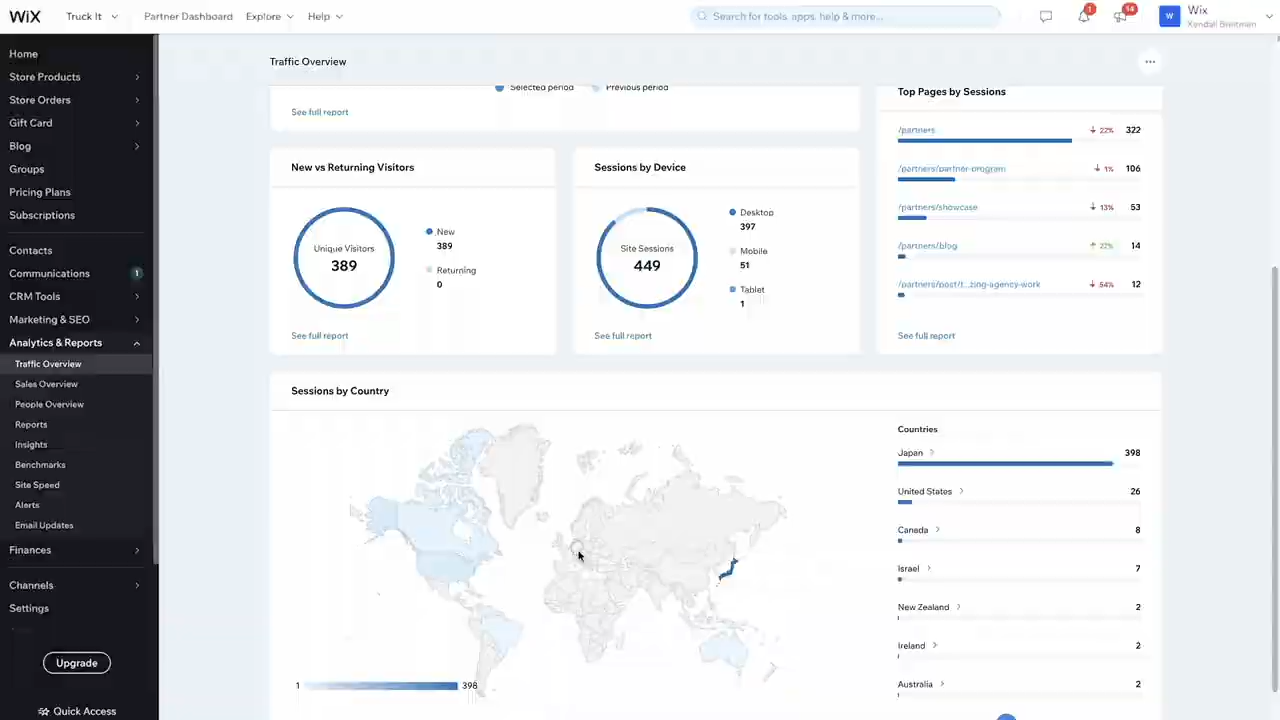 WiX
Truck It
Partner Dashboard
Explore
Help
Search for tools, apps, help & more...
1
14
W
Wix
Kendall Breitman
Home
Store Products
Store Orders
Gift Card
Blog
Groups
Pricing Plans
Subscriptions
Contacts
Communications
1
CRM Tools
Marketing & SEO
Analytics & Reports
Traffic Overview
Sales Overview
People Overview
Reports
Insights
Benchmarks
Site Speed
Alerts
Email Updates
Finances
Channels
Settings
Upgrade
Quick Access
Traffic Overview
Selected period
Previous period
See full report
New vs Returning Visitors
Unique Visitors
389
New
389
Returning
0
See full report
Sessions by Device
Site Sessions
449
Desktop
397
Mobile
51
Tablet
1
See full report
Top Pages by Sessions
/partners 22% 322
/partners/partner-program 1% 106
/partners/showcase 13% 53
/partners/blog 22% 14
/partners/post/f...zing-agency-work 54% 12
See full report
Sessions by Country
1
398
Countries
Japan 398
United States 26
Canada 8
Israel 7
New Zealand 2
Ireland 2
Australia 2